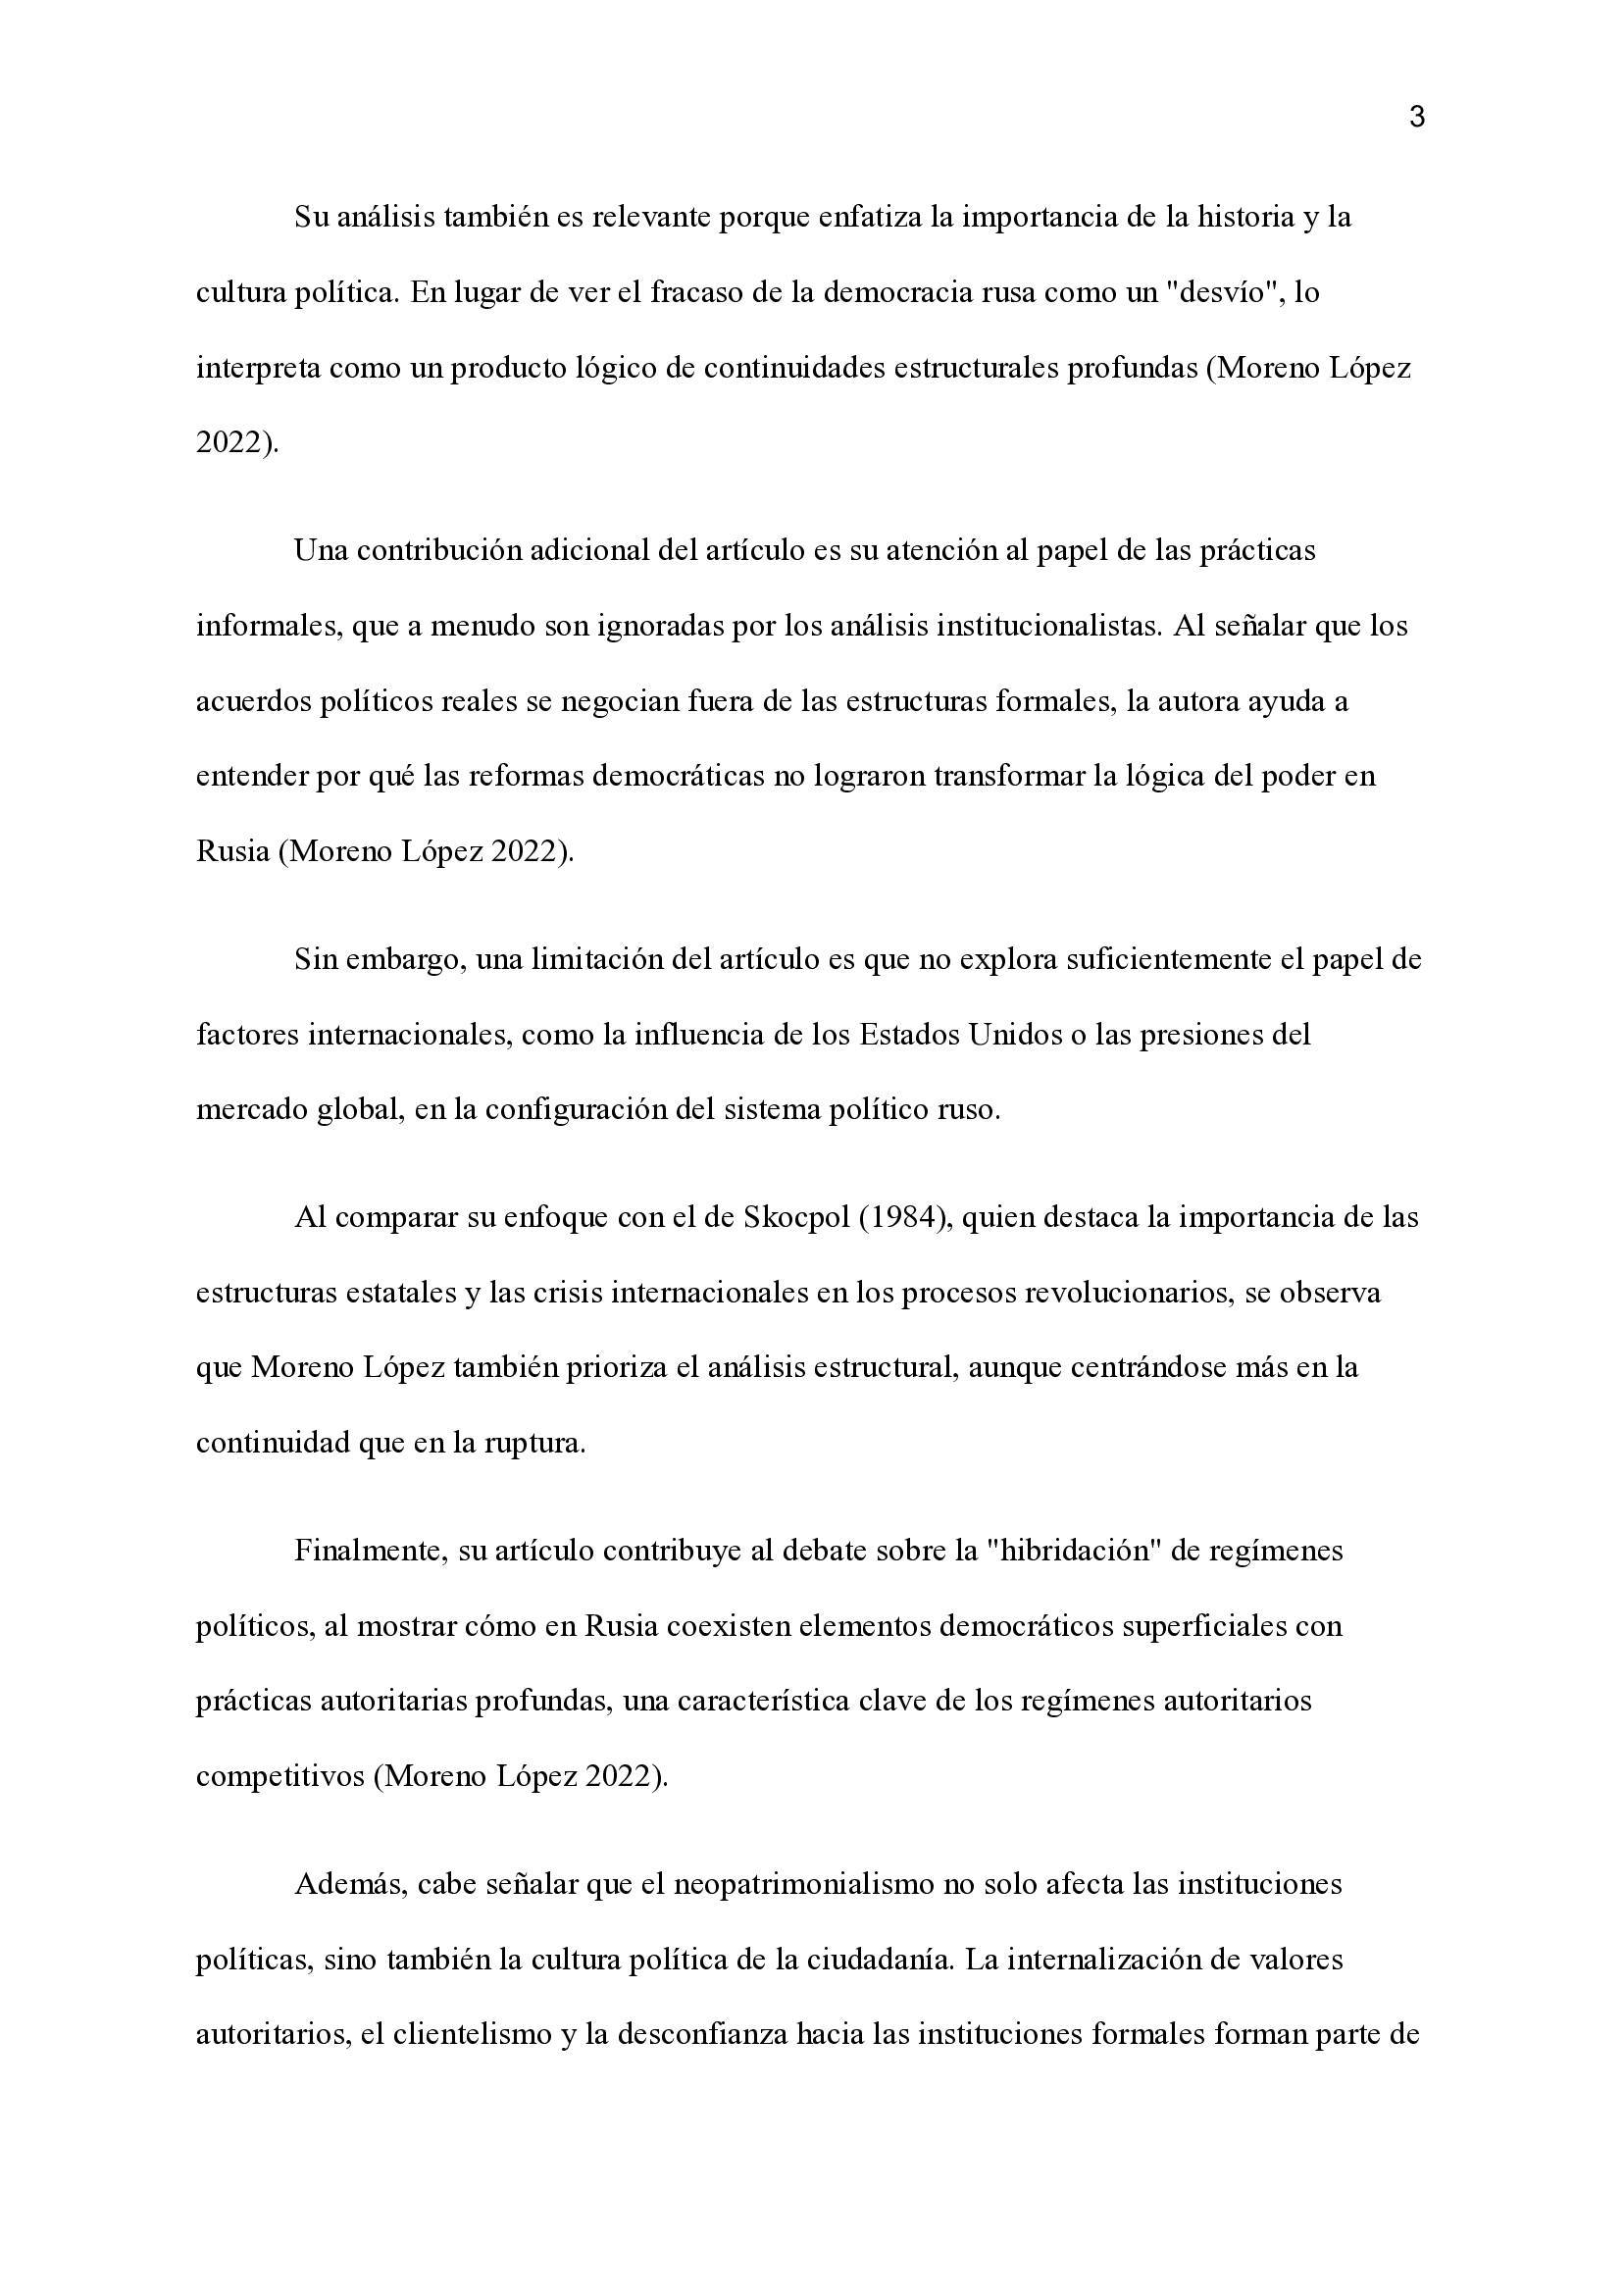 3
Su análisis también es relevante porque enfatiza la importancia de la historia y la
cultura política. En lugar de ver el fracaso de la democracia rusa como un "desvío", lo
interpreta como un producto lógico de continuidades estructurales profundas (Moreno López
2022).
Una contribución adicional del artículo es su atención al papel de las prácticas
informales, que a menudo son ignoradas por los análisis institucionalistas. Al señalar que los
acuerdos políticos reales se negocian fuera de las estructuras formales, la autora ayuda a
entender por qué las reformas democráticas no lograron transformar la lógica del poder en
Rusia (Moreno López 2022).
Sin embargo, una limitación del artículo es que no explora suficientemente el papel de
factores internacionales, como la influencia de los Estados Unidos o las presiones del
mercado global, en la configuración del sistema político ruso.
Al comparar su enfoque con el de Skocpol (1984), quien destaca la importancia de las
estructuras estatales y las crisis internacionales en los procesos revolucionarios, se observa
que Moreno López también prioriza el análisis estructural, aunque centrándose más en la
continuidad que en la ruptura.
Finalmente, su artículo contribuye al debate sobre la "hibridación" de regímenes
políticos, al mostrar cómo en Rusia coexisten elementos democráticos superficiales con
prácticas autoritarias profundas, una característica clave de los regímenes autoritarios
competitivos (Moreno López 2022).
Además, cabe señalar que el neopatrimonialismo no solo afecta las instituciones
políticas, sino también la cultura política de la ciudadanía. La internalización de valores
autoritarios, el clientelismo y la desconfianza hacia las instituciones formales forman parte de